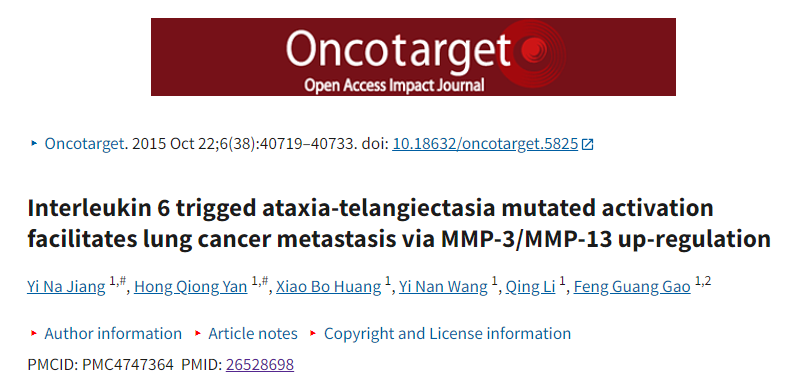 Oncotarget
Open Access Impact Journal
Oncotarget. 2015 Oct 22;6(38):40719–40733. doi: 10.18632/oncotarget.5825
Interleukin 6 trigged ataxia-telangiectasia mutated activation
facilitates lung cancer metastasis via MMP-3/MMP-13 up-regulation
Yi Na Jiang 1,#, Hong Qiong Yan 1,#, Xiao Bo Huang 1, Yi Nan Wang 1, Qing Li 1, Feng Guang Gao 1,2
Author information Article notes Copyright and License information
PMCID: PMC4747364 PMID: 26528698